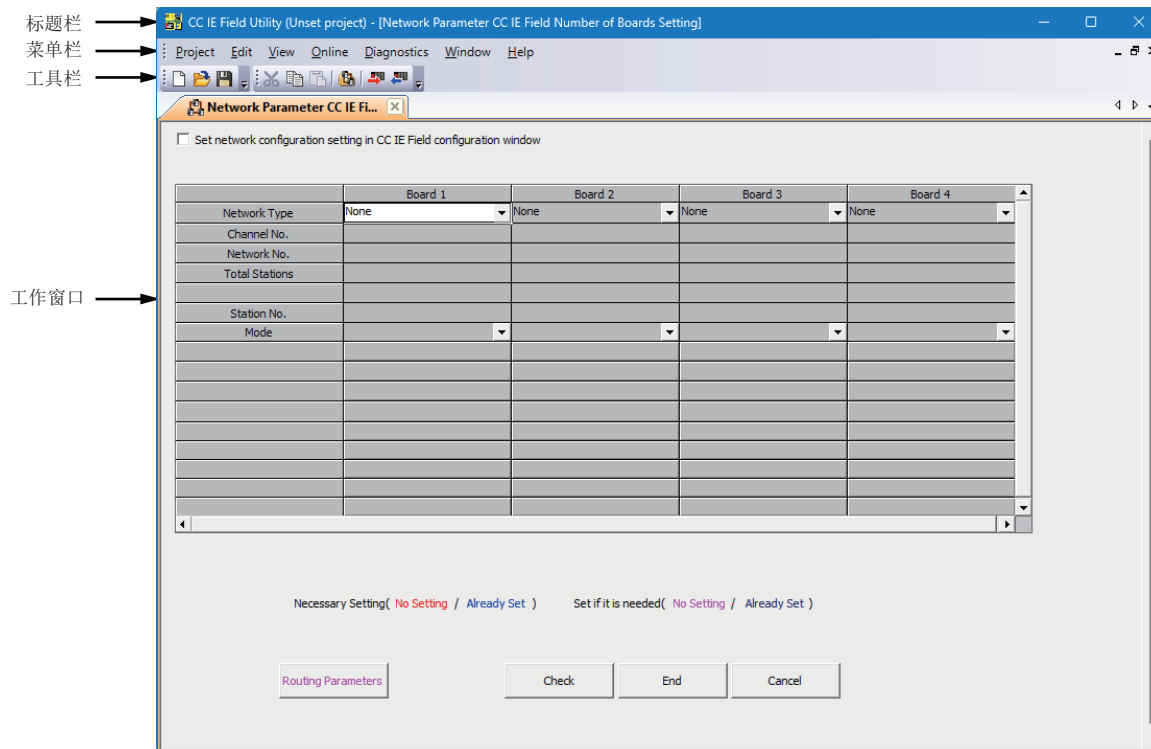 标题栏
CC IE Field Utility (Unset project) - [Network Parameter CC IE Field Number of Boards Setting]
菜单栏
Project Edit View Online Diagnostics Window Help
工具栏
Network Parameter CC IE Fi...
Set network configuration setting in CC IE Field configuration window
Board 1 Board 2 Board 3 Board 4
Network Type None None None None
Channel No.
Network No.
Total Stations
工作窗口
Station No.
Mode
Necessary Setting( No Setting / Already Set ) Set if it is needed( No Setting / Already Set )
Routing Parameters Check End Cancel